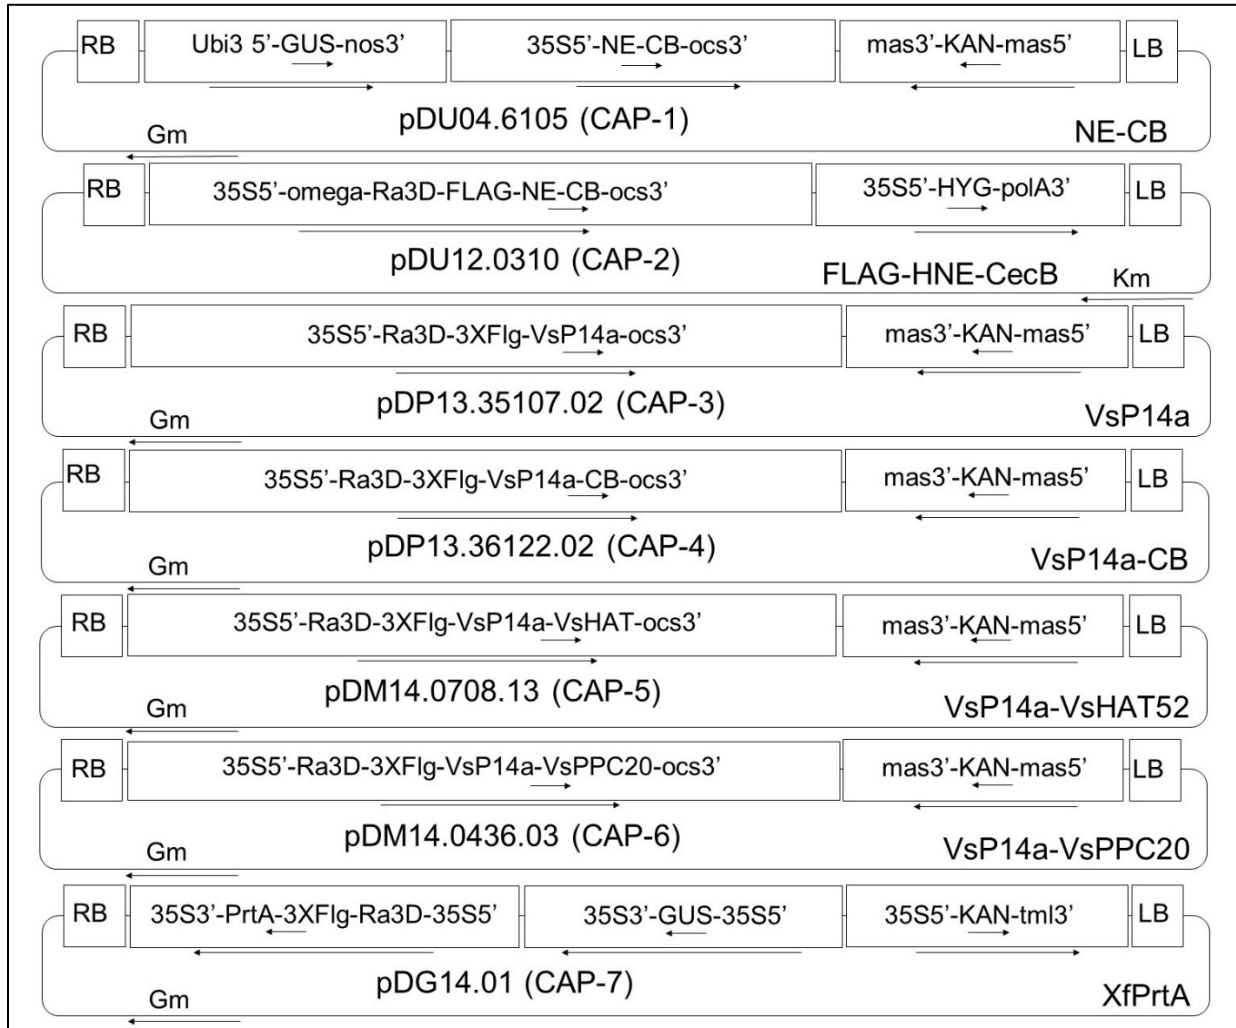 RB Ubi3 5'-GUS-nos3' 35S5'-NE-CB-ocs3' mas3'-KAN-mas5' LB
pDU04.6105 (CAP-1)
Gm NE-CB
RB 35S5'-omega-Ra3D-FLAG-NE-CB-ocs3' 35S5'-HYG-polA3' LB
pDU12.0310 (CAP-2)
FLAG-HNE-CecB Km
RB 35S5'-Ra3D-3XFlg-VsP14a-ocs3' mas3'-KAN-mas5' LB
pDP13.35107.02 (CAP-3)
Gm VsP14a
RB 35S5'-Ra3D-3XFlg-VsP14a-CB-ocs3' mas3'-KAN-mas5' LB
pDP13.36122.02 (CAP-4)
Gm VsP14a-CB
RB 35S5'-Ra3D-3XFlg-VsP14a-VsHAT-ocs3' mas3'-KAN-mas5' LB
pDM14.0708.13 (CAP-5)
Gm VsP14a-VsHAT52
RB 35S5'-Ra3D-3XFlg-VsP14a-VsPPC20-ocs3' mas3'-KAN-mas5' LB
pDM14.0436.03 (CAP-6)
Gm VsP14a-VsPPC20
RB 35S3'-PrtA-3XFlg-Ra3D-35S5' 35S3'-GUS-35S5' 35S5'-KAN-tml3' LB
pDG14.01 (CAP-7)
Gm XfPrtA